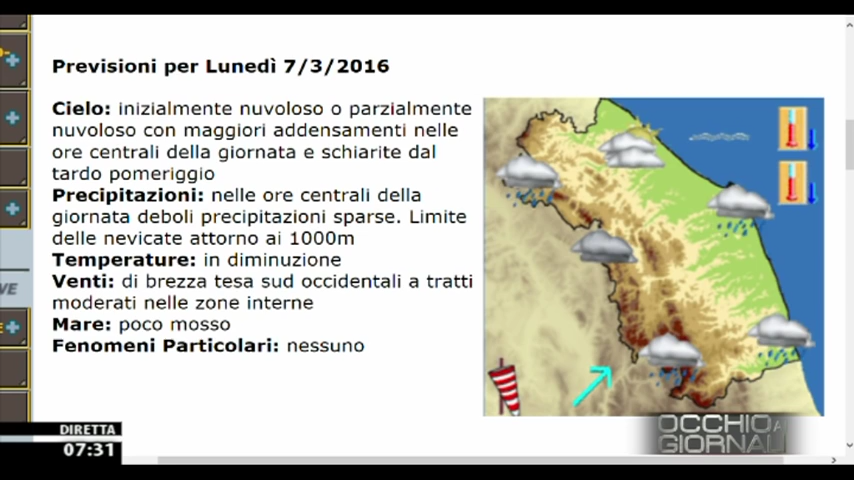 Previsioni per Lunedì 7/3/2016
Cielo: inizialmente nuvoloso o parzialmente
nuvoloso con maggiori addensamenti nelle
ore centrali della giornata e schiarite dal
tardo pomeriggio
Precipitazioni: nelle ore centrali della
giornata deboli precipitazioni sparse. Limite
delle nevicate attorno ai 1000m
Temperature: in diminuzione
Venti: di brezza tesa sud occidentali a tratti
moderati nelle zone interne
Mare: poco mosso
Fenomeni Particolari: nessuno
DIRETTA
07:31
OCCHIO AI
GIORNALI